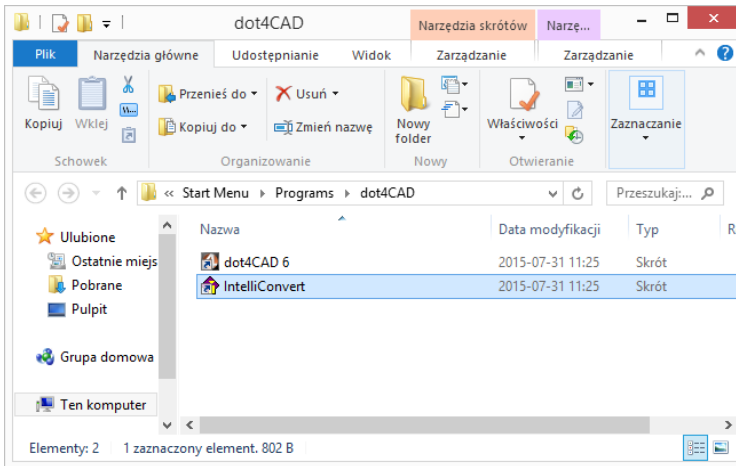 dot4CAD
Narzędzia skrótów
Narzę...
Plik
Narzędzia główne
Udostępnianie
Widok
Zarządzanie
Zarządzanie
Kopiuj
Wklej
Przenieś do
Kopiuj do
Usuń
Zmień nazwę
Nowy
folder
Właściwości
Zaznaczanie
Schowek
Organizowanie
Nowy
Otwieranie
« Start Menu Programs dot4CAD
Przeszukaj:...
Ulubione
Ostatnie miejs
Pobrane
Pulpit
Grupa domowa
Ten komputer
Nazwa Data modyfikacji Typ R
dot4CAD 6 2015-07-31 11:25 Skrót
IntelliConvert 2015-07-31 11:25 Skrót
Elementy: 2 1 zaznaczony element. 802 B